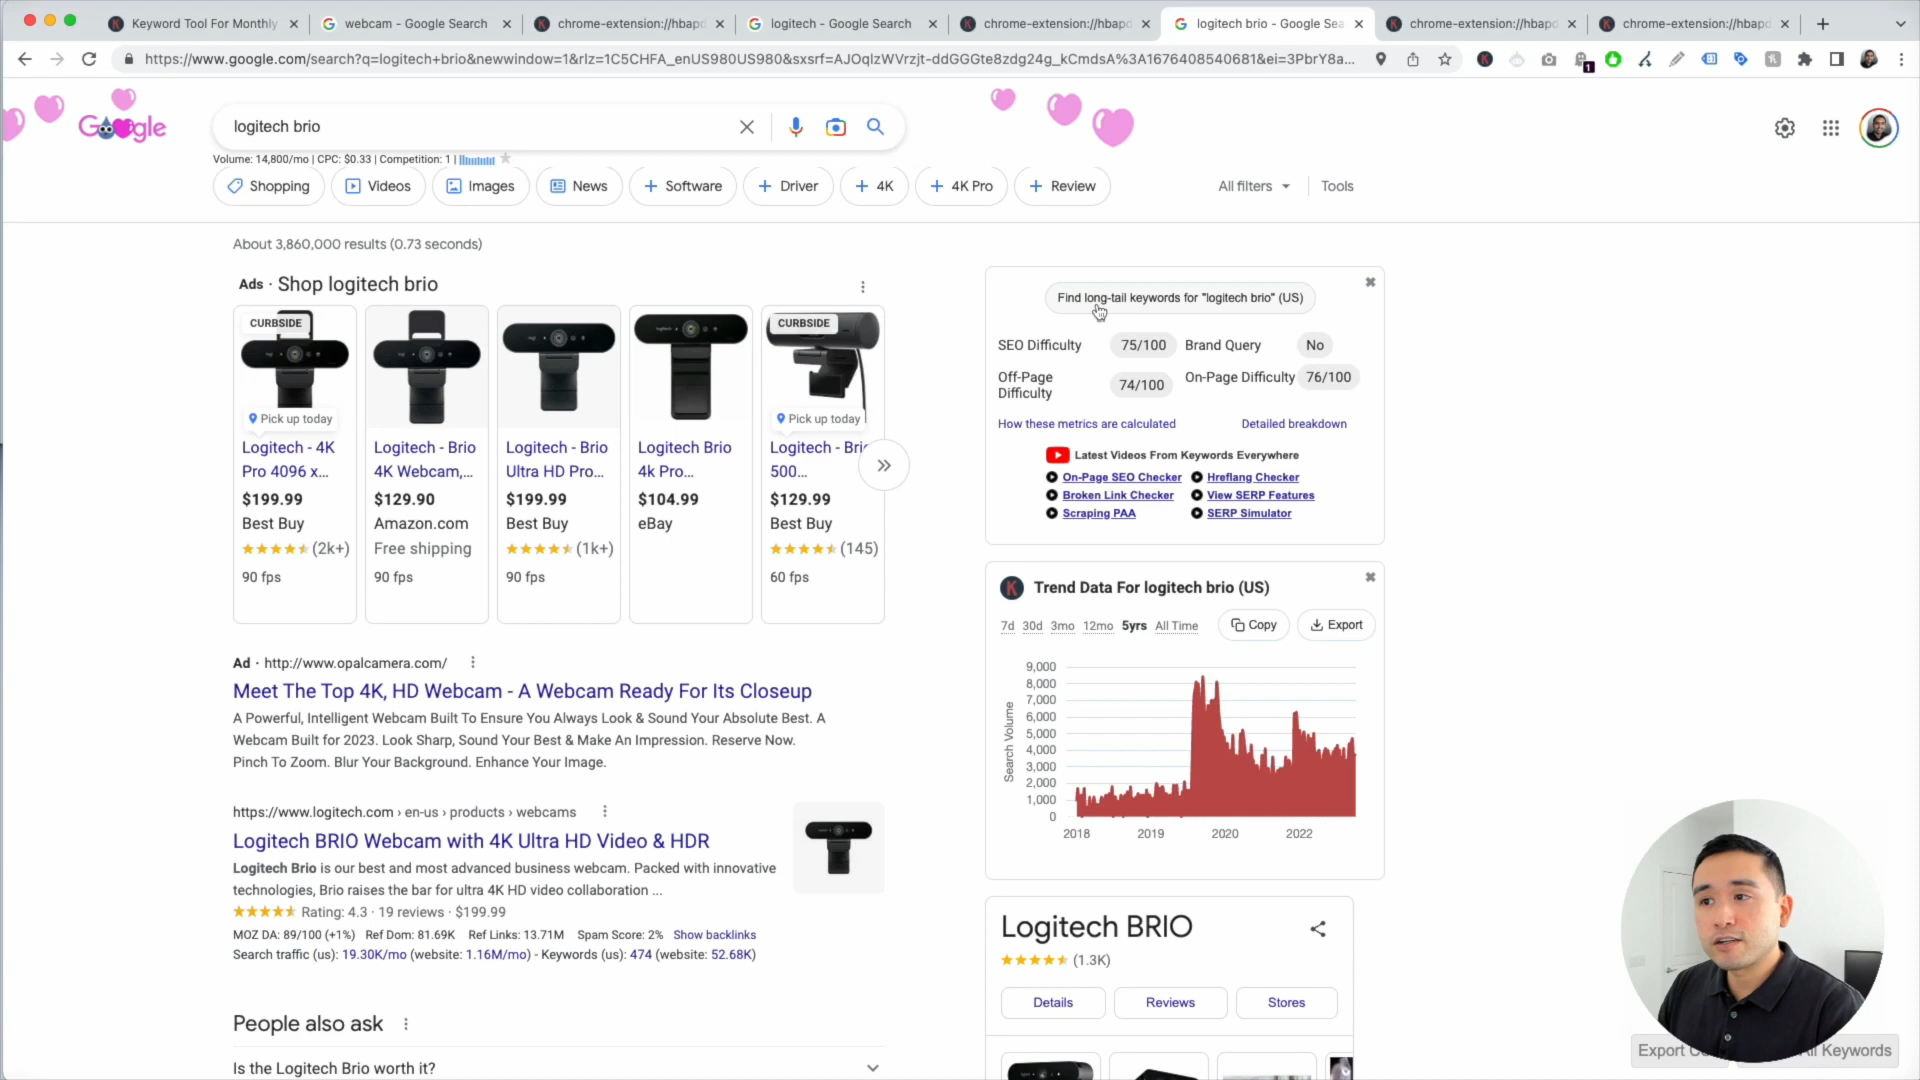 Keyword Tool For Monthly
webcam - Google Search
chrome-extension://hbapd
logitech - Google Search
chrome-extension://hbapd
logitech brio - Google Sea
chrome-extension://hbapd
chrome-extension://hbapd
https://www.google.com/search?q=logitech+brio&newwindow=1&rlz=1C5CHFA_enUS980US980&sxsrf=AJOqlzWVrzjt-ddGGGte8zdg24g_kCmdsA%3A1676408540681&ei=3PbrY8a...
1
Google
logitech brio
Volume: 14,800/mo | CPC: $0.33 | Competition: 1 |
Shopping
Videos
Images
News
Software
Driver
4K
4K Pro
Review
All filters
Tools
About 3,860,000 results (0.73 seconds)
Ads · Shop logitech brio
CURBSIDE
Pick up today
Logitech - 4K
Pro 4096 x...
$199.99
Best Buy
(2k+)
90 fps
Logitech - Brio
4K Webcam,...
$129.90
Amazon.com
Free shipping
90 fps
Logitech - Brio
Ultra HD Pro...
$199.99
Best Buy
(1k+)
90 fps
Logitech Brio
4k Pro...
$104.99
eBay
CURBSIDE
Pick up today
Logitech - Brio
500...
$129.99
Best Buy
(145)
60 fps
Ad · http://www.opalcamera.com/
Meet The Top 4K, HD Webcam - A Webcam Ready For Its Closeup
A Powerful, Intelligent Webcam Built To Ensure You Always Look & Sound Your Absolute Best. A
Webcam Built for 2023. Look Sharp, Sound Your Best & Make An Impression. Reserve Now.
Pinch To Zoom. Blur Your Background. Enhance Your Image.
https://www.logitech.com › en-us › products › webcams
Logitech BRIO Webcam with 4K Ultra HD Video & HDR
Logitech Brio is our best and most advanced business webcam. Packed with innovative
technologies, Brio raises the bar for ultra 4K HD video collaboration ...
Rating: 4.3 · 19 reviews · $199.99
MOZ DA: 89/100 (+1%) Ref Dom: 81.69K Ref Links: 13.71M Spam Score: 2% Show backlinks
Search traffic (us): 19.30K/mo (website: 1.16M/mo) - Keywords (us): 474 (website: 52.68K)
People also ask
Is the Logitech Brio worth it?
Find long-tail keywords for "logitech brio" (US)
SEO Difficulty 75/100 Brand Query No
Off-Page
Difficulty 74/100 On-Page Difficulty 76/100
How these metrics are calculated
Detailed breakdown
Latest Videos From Keywords Everywhere
On-Page SEO Checker
Hreflang Checker
Broken Link Checker
View SERP Features
Scraping PAA
SERP Simulator
K
Trend Data For logitech brio (US)
7d 30d 3mo 12mo 5yrs All Time
Copy
Export
Search Volume
9,000
8,000
7,000
6,000
5,000
4,000
3,000
2,000
1,000
0
2018
2019
2020
2022
Logitech BRIO
(1.3K)
Details
Reviews
Stores
Export
All Keywords